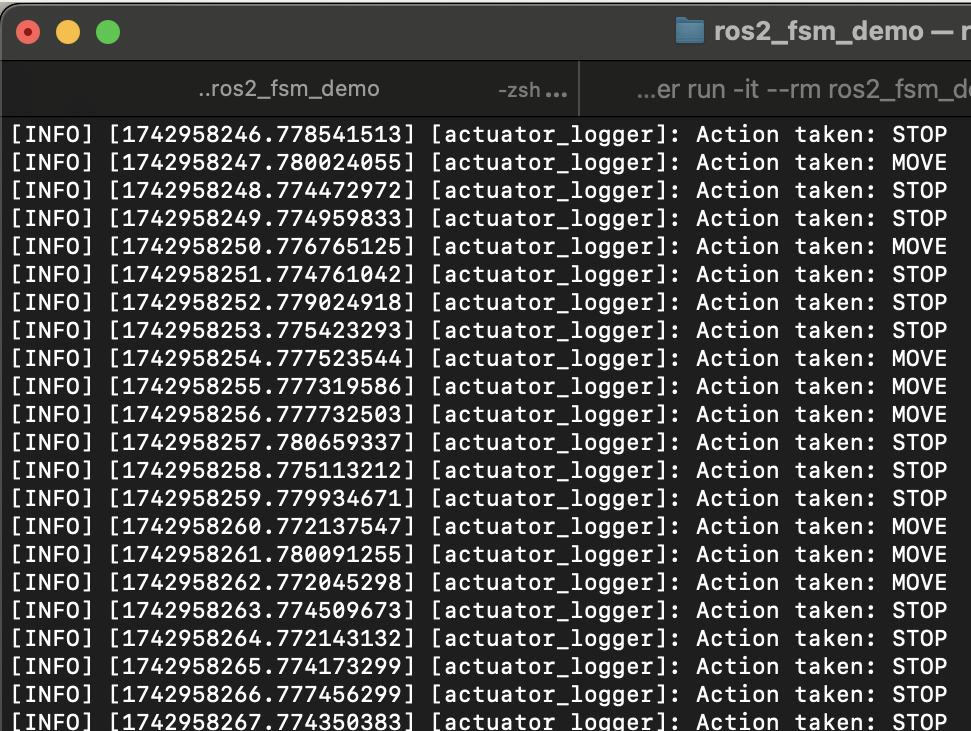 ros2_fsm_demo — r
..ros2_fsm_demo -zsh ... ...er run -it --rm ros2_fsm_d
[INFO] [1742958246.778541513] [actuator_logger]: Action taken: STOP
[INFO] [1742958247.780024055] [actuator_logger]: Action taken: MOVE
[INFO] [1742958248.774472972] [actuator_logger]: Action taken: STOP
[INFO] [1742958249.774959833] [actuator_logger]: Action taken: STOP
[INFO] [1742958250.776765125] [actuator_logger]: Action taken: MOVE
[INFO] [1742958251.774761042] [actuator_logger]: Action taken: STOP
[INFO] [1742958252.779024918] [actuator_logger]: Action taken: STOP
[INFO] [1742958253.775423293] [actuator_logger]: Action taken: STOP
[INFO] [1742958254.777523544] [actuator_logger]: Action taken: MOVE
[INFO] [1742958255.777319586] [actuator_logger]: Action taken: MOVE
[INFO] [1742958256.777732503] [actuator_logger]: Action taken: MOVE
[INFO] [1742958257.780659337] [actuator_logger]: Action taken: STOP
[INFO] [1742958258.775113212] [actuator_logger]: Action taken: STOP
[INFO] [1742958259.779934671] [actuator_logger]: Action taken: STOP
[INFO] [1742958260.772137547] [actuator_logger]: Action taken: MOVE
[INFO] [1742958261.780091255] [actuator_logger]: Action taken: MOVE
[INFO] [1742958262.772045298] [actuator_logger]: Action taken: MOVE
[INFO] [1742958263.774509673] [actuator_logger]: Action taken: STOP
[INFO] [1742958264.772143132] [actuator_logger]: Action taken: STOP
[INFO] [1742958265.774173299] [actuator_logger]: Action taken: STOP
[INFO] [1742958266.777456299] [actuator_logger]: Action taken: STOP
[INFO] [1742958267.774350383] [actuator_logger]: Action taken: STOP